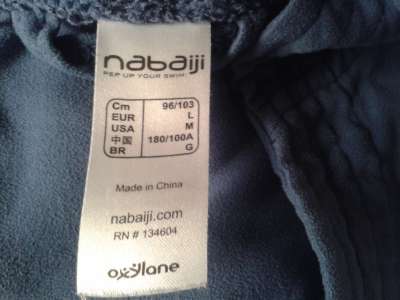 nabaiji
PEP UP YOUR SWIM!
Cm 96/103
EUR L
USA M
中国 180/100A
BR G
Made in China
nabaiji.com
RN # 134604
oxylane